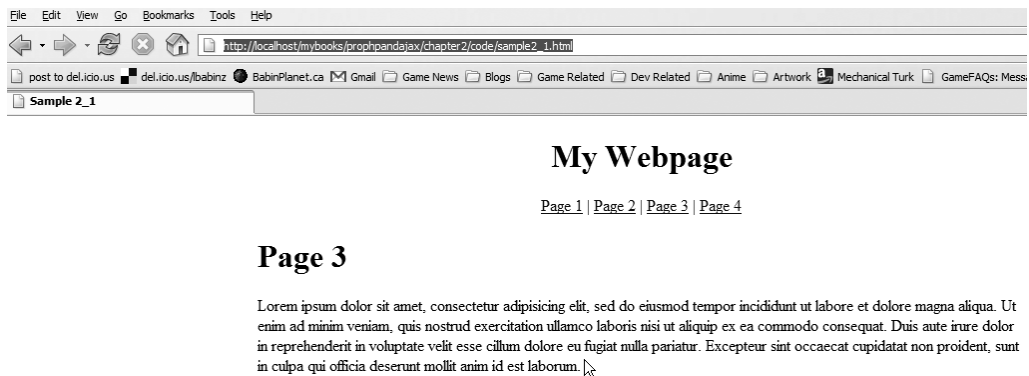 File Edit View Go Bookmarks Tools Help
http://localhost/mybooks/prophpandajax/chapter2/code/sample2_1.html
post to del.icio.us del.icio.us/lbabinz BabinPlanet.ca Gmail Game News Blogs Game Related Dev Related Anime Artwork Mechanical Turk GameFAQs: Messa
Sample 2_1
My Webpage
Page 1 | Page 2 | Page 3 | Page 4
Page 3
Lorem ipsum dolor sit amet, consectetur adipisicing elit, sed do eiusmod tempor incididunt ut labore et dolore magna aliqua. Ut
enim ad minim veniam, quis nostrud exercitation ullamco laboris nisi ut aliquip ex ea commodo consequat. Duis aute irure dolor
in reprehenderit in voluptate velit esse cillum dolore eu fugiat nulla pariatur. Excepteur sint occaecat cupidatat non proident, sunt
in culpa qui officia deserunt mollit anim id est laborum.